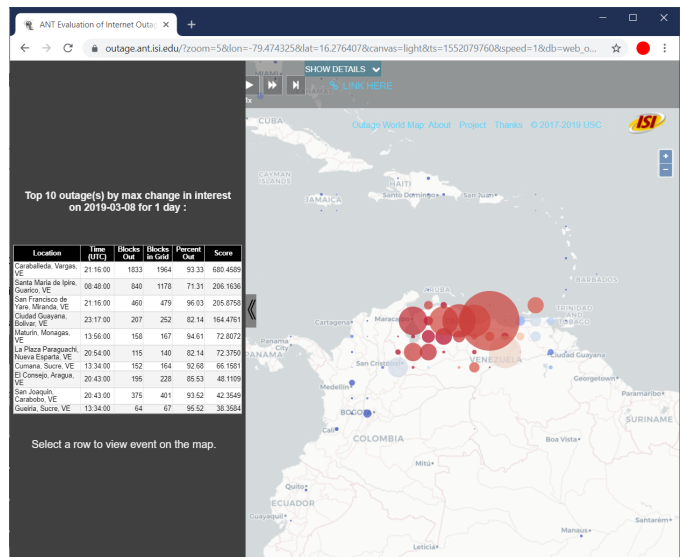 ANT Evaluation of Internet Outag
outage.ant.isi.edu/?zoom=5&lon=-79.474325&lat=16.276407&canvas=light&ts=1552079760&speed=1&db=web_o...
SHOW DETAILS
LINK HERE
Outage World Map: About Project Thanks © 2017-2019 USC
ISI
+
−
Top 10 outage(s) by max change in interest
on 2019-03-08 for 1 day :
Location Time (UTC) Blocks Out Blocks in Grid Percent Out Score
Caraballeda, Vargas, VE 21:16:00 1833 1964 93.33 680.4589
Santa María de Ipire, Guarico, VE 08:48:00 840 1178 71.31 206.1636
San Francisco de Yare, Miranda, VE 21:16:00 460 479 96.03 205.8758
Ciudad Guayana, Bolivar, VE 23:17:00 207 252 82.14 164.4761
Maturin, Monagas, VE 13:56:00 158 167 94.61 72.8072
La Plaza Paraguachi, Nueva Esparta, VE 20:54:00 115 140 82.14 72.3750
Cumana, Sucre, VE 13:34:00 152 164 92.68 66.1581
El Consejo, Aragua, VE 20:43:00 195 228 85.53 48.1109
San Joaquin, Carabobo, VE 20:43:00 375 401 93.52 42.3549
Gueiria, Sucre, VE 13:34:00 64 67 95.52 38.3584
Select a row to view event on the map.
MIAMI
CUBA
CAYMAN
ISLANDS
JAMAICA
HAITI
Santo Domingo
San Juan
BARBADOS
ARUBA
TRINIDAD
AND
TOBAGO
Cartagena
Maracaibo
Panama
City
PANAMA
San Cristobal
VENEZUELA
Ciudad Guayana
Georgetown
Paramaribo
SURINAME
Medellín
BOGOTA
Cali
COLOMBIA
Boa Vista
Mitú
Quito
ECUADOR
Guayaquil
Santarém
Manaus
Leticia